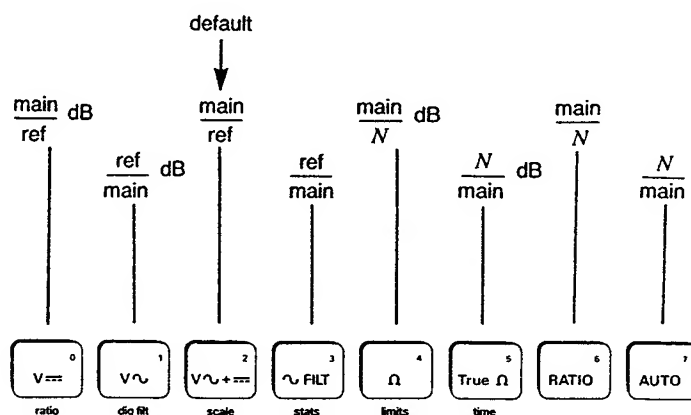 default
main
ref
dB
main
ref
main
N
dB
main
N
ref
main
dB
ref
main
N
main
dB
N
main
0
V⎓
1
V∿
2
V∿+⎓
3
∿ FILT
4
Ω
5
True Ω
6
RATIO
7
AUTO
ratio
dig filt
scale
stats
limits
time